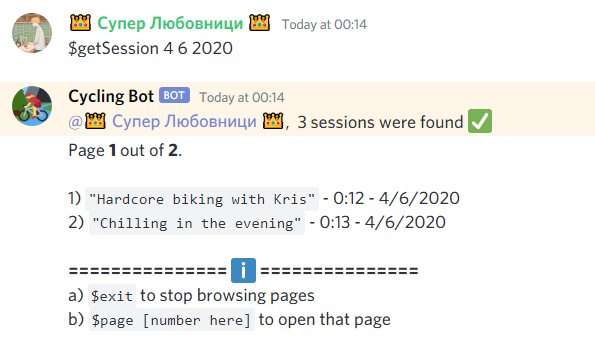 👑 Супер Любовници 👑 Today at 00:14
$getSession 4 6 2020
Cycling Bot BOT Today at 00:14
@👑 Супер Любовници 👑, 3 sessions were found ✅
Page 1 out of 2.
1) "Hardcore biking with Kris" - 0:12 - 4/6/2020
2) "Chilling in the evening" - 0:13 - 4/6/2020
=============== ℹ️ ===============
a) $exit to stop browsing pages
b) $page [number here] to open that page